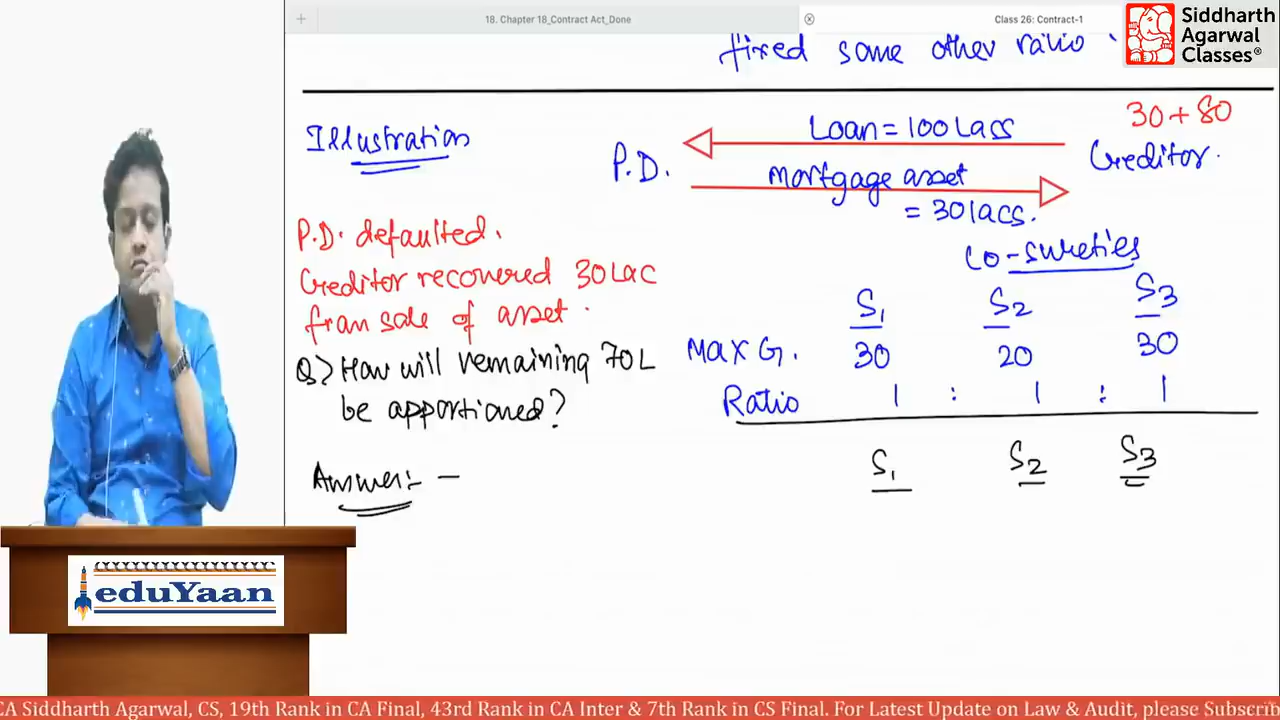 18. Chapter 18_Contract Act_Done
Class 26: Contract-1
Siddharth
Agarwal
Classes®
fixed some other ratio
Illustration
P.D.
Loan = 100 Lacs
mortgage asset
= 30 lacs.
30 + 80
Creditor.
P.D. defaulted.
Creditor recovered 30 Lac
from sale of asset.
Q> How will remaining 70L
be apportioned?
Co-sureties
S1 S2 S3
Max G. 30 20 30
Ratio 1 : 1 : 1
Answer: -
S1 S2 S3
eduYaan
CA Siddharth Agarwal, CS, 19th Rank in CA Final, 43rd Rank in CA Inter & 7th Rank in CS Final. For Latest Update on Law & Audit, please Subscrib